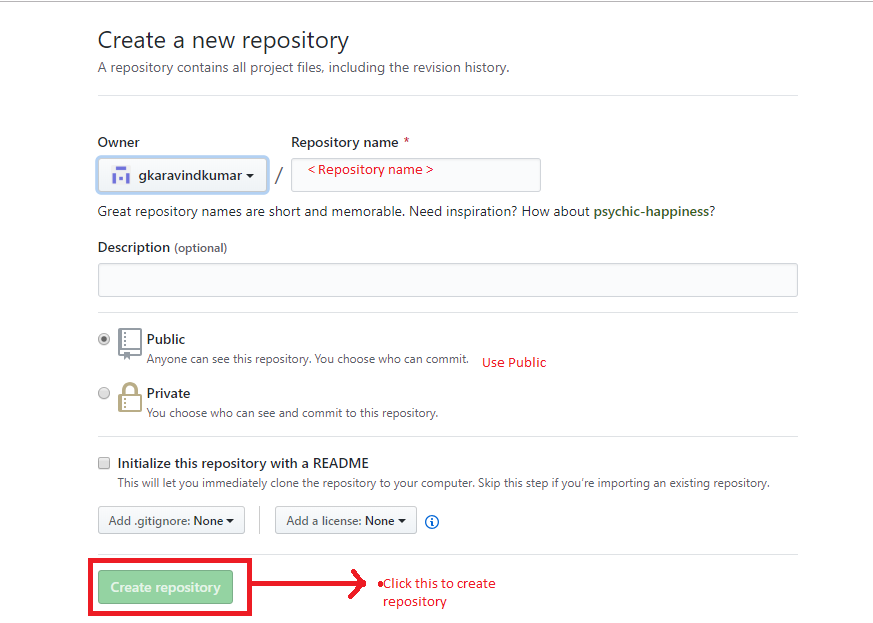 Create a new repository
A repository contains all project files, including the revision history.
Owner
Repository name *
gkaravindkumar
/
< Repository name >
Great repository names are short and memorable. Need inspiration? How about psychic-happiness?
Description (optional)
Public
Anyone can see this repository. You choose who can commit.
Use Public
Private
You choose who can see and commit to this repository.
Initialize this repository with a README
This will let you immediately clone the repository to your computer. Skip this step if you’re importing an existing repository.
Add .gitignore: None
Add a license: None
Create repository
•Click this to create
repository